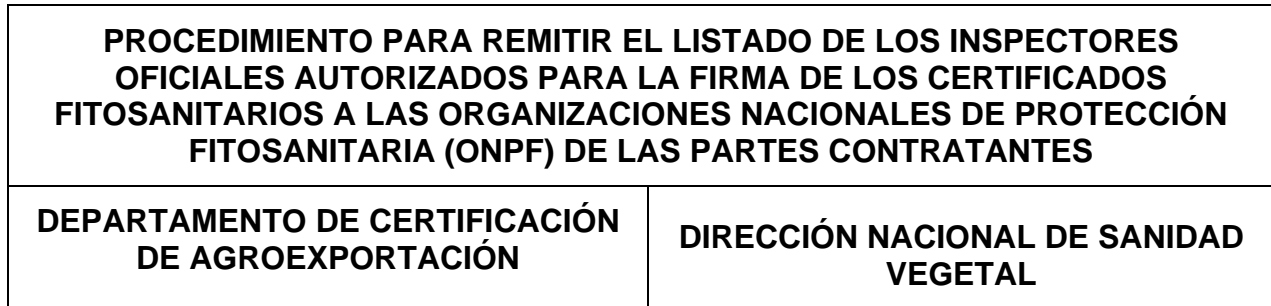 PROCEDIMIENTO PARA REMITIR EL LISTADO DE LOS INSPECTORES
OFICIALES AUTORIZADOS PARA LA FIRMA DE LOS CERTIFICADOS
FITOSANITARIOS A LAS ORGANIZACIONES NACIONALES DE PROTECCIÓN
FITOSANITARIA (ONPF) DE LAS PARTES CONTRATANTES
DEPARTAMENTO DE CERTIFICACIÓN
DE AGROEXPORTACIÓN
DIRECCIÓN NACIONAL DE SANIDAD
VEGETAL